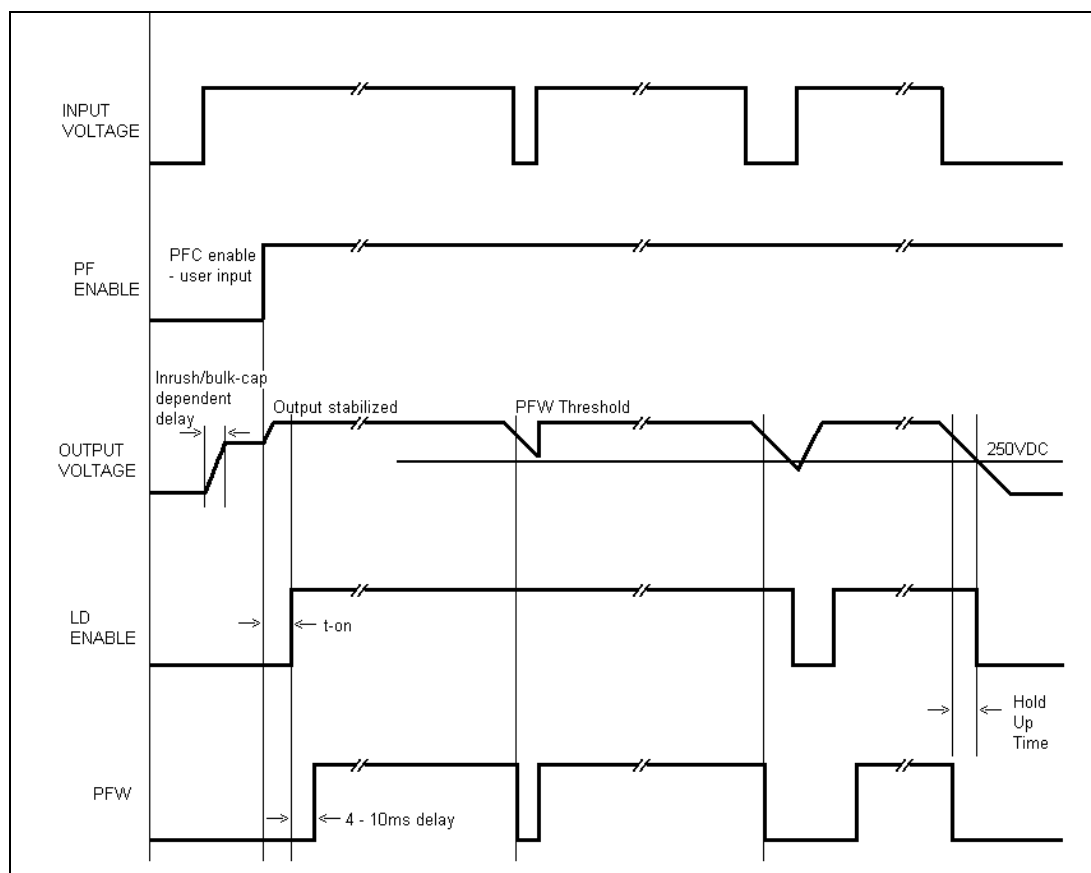 INPUT
VOLTAGE
PF
ENABLE
PFC enable
- user input
Inrush/bulk-cap
dependent
delay
Output stabilized
PFW Threshold
OUTPUT
VOLTAGE
250VDC
LD
ENABLE
t-on
Hold
Up
Time
PFW
4 - 10ms delay